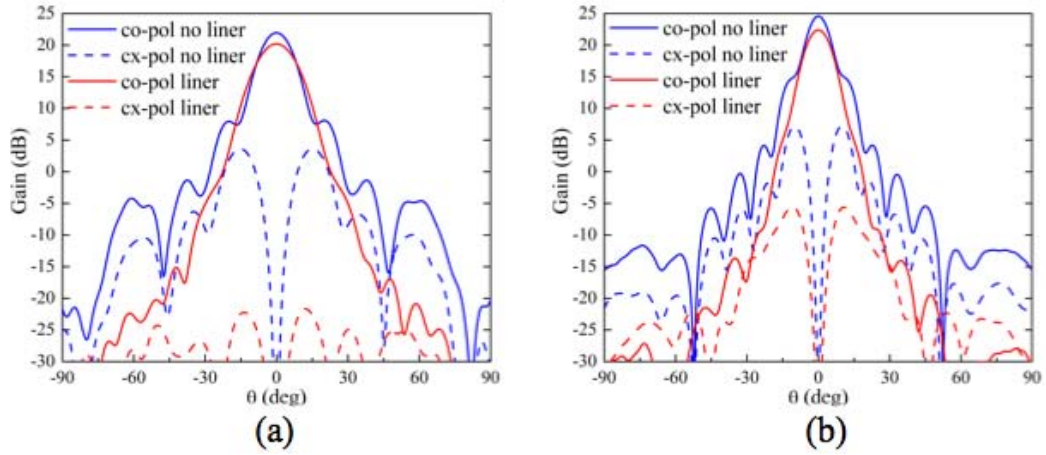 co-pol no liner
cx-pol no liner
co-pol liner
cx-pol liner
25
20
15
10
5
0
-5
-10
-15
-20
-25
-30
Gain (dB)
-90 -60 -30 0 30 60 90
θ (deg)
(a)
co-pol no liner
cx-pol no liner
co-pol liner
cx-pol liner
25
20
15
10
5
0
-5
-10
-15
-20
-25
-30
Gain (dB)
-90 -60 -30 0 30 60 90
θ (deg)
(b)